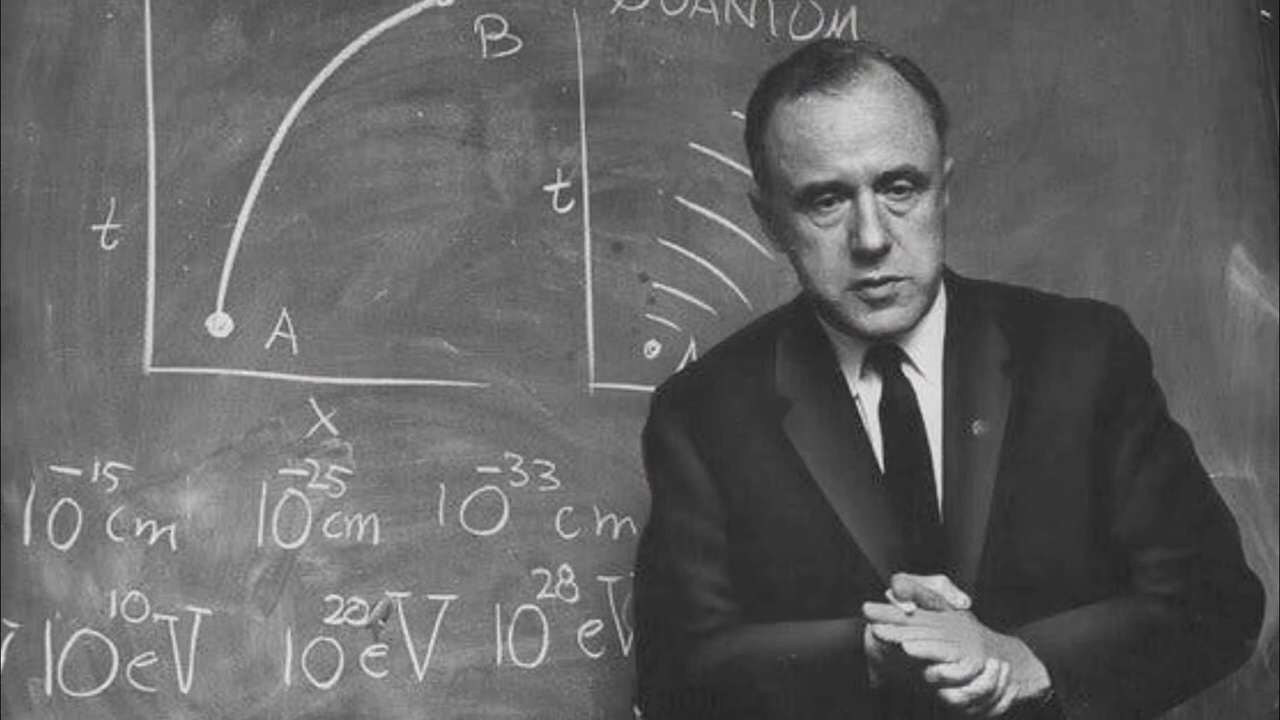 QUANTUM
B
t
t
A
X
10⁻¹⁵ cm 10⁻²⁵ cm 10⁻³³ cm
10¹⁰ eV 10²⁰ eV 10²⁸ eV